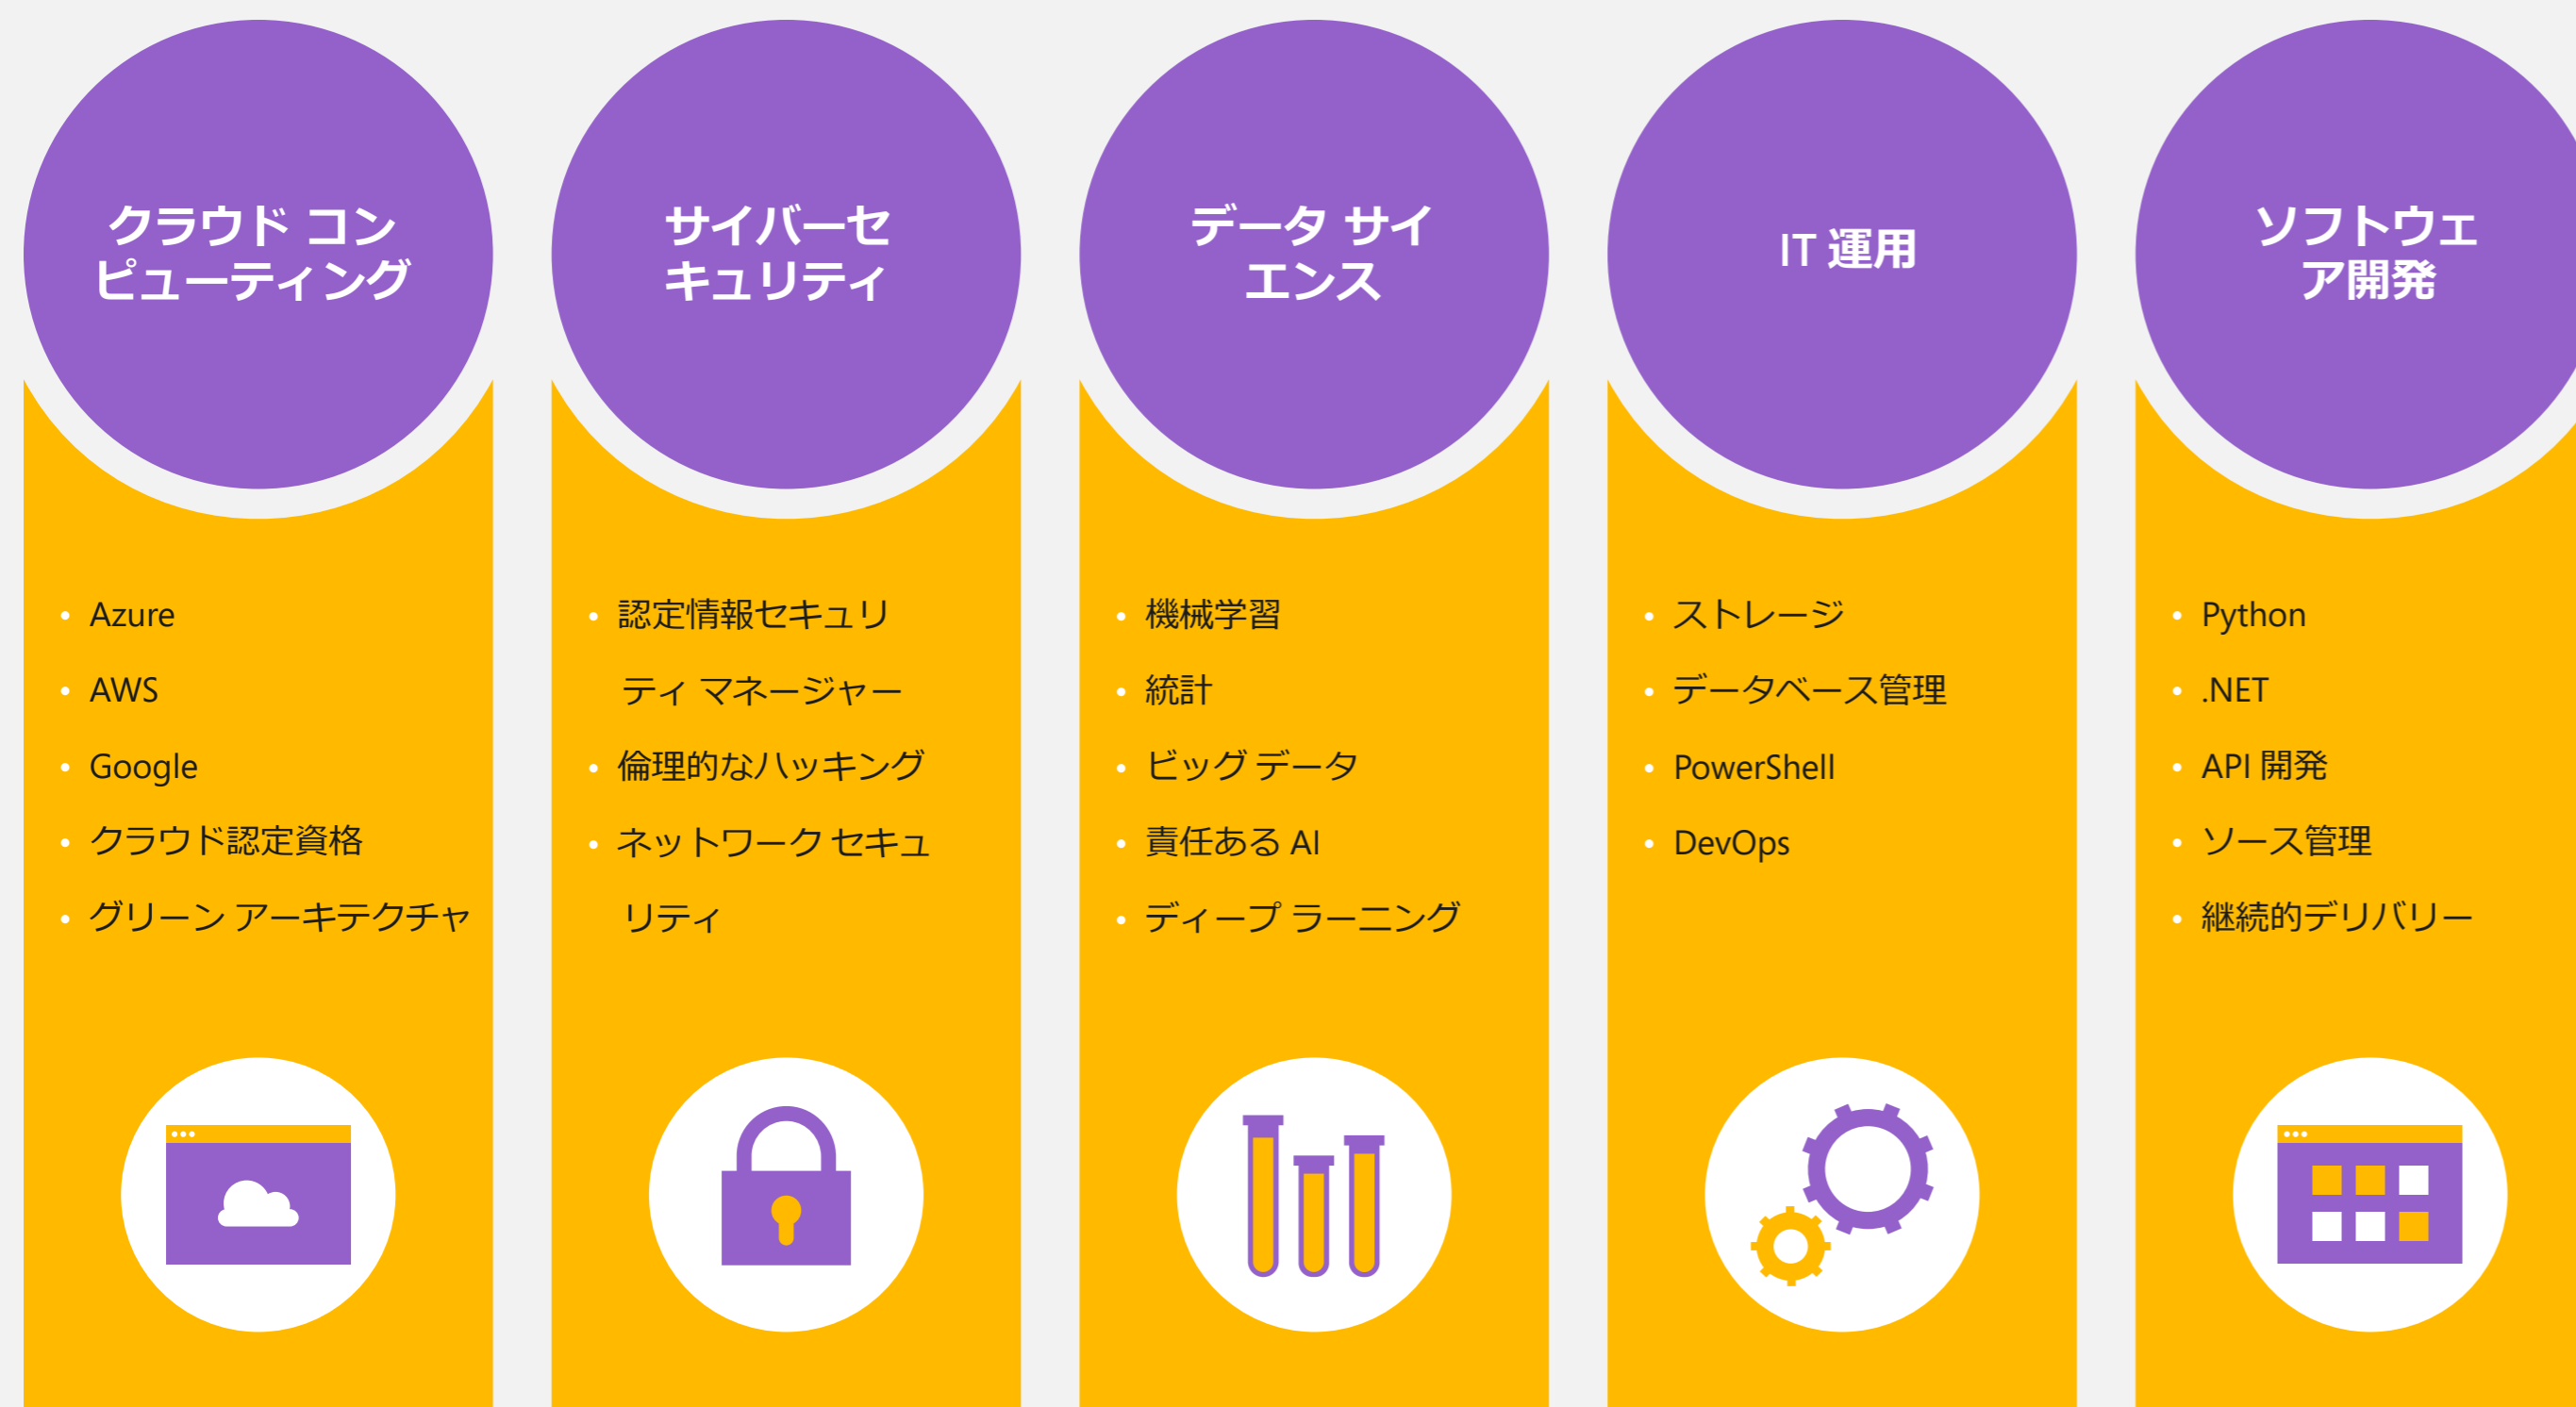 クラウド コン
ピューティング
• Azure
• AWS
• Google
• クラウド認定資格
• グリーン アーキテクチャ
サイバーセ
キュリティ
• 認定情報セキュリ
ティ マネージャー
• 倫理的なハッキング
• ネットワーク セキュ
リティ
データ サイ
エンス
• 機械学習
• 統計
• ビッグ データ
• 責任ある AI
• ディープ ラーニング
IT 運用
• ストレージ
• データベース管理
• PowerShell
• DevOps
ソフトウェ
ア開発
• Python
• .NET
• API 開発
• ソース管理
• 継続的デリバリー